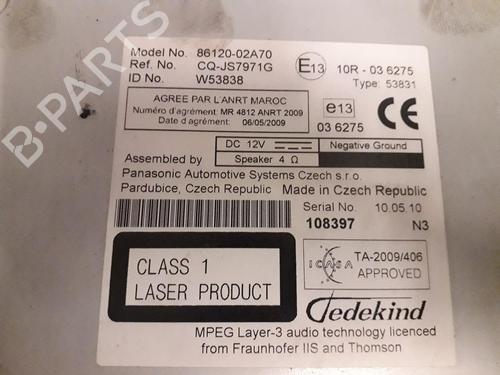 Model No. 86120-02A70
Ref. No. CQ-JS7971G
ID No. W53838
E13 10R - 03 6275
Type: 53831
AGREE PAR L'ANRT MAROC
Numéro d'agrément: MR 4812 ANRT 2009
Date d'agrément: 06/05/2009
e13
03 6275
CE
DC 12V
Negative Ground
Speaker 4 Ω
Assembled by
Panasonic Automotive Systems Czech s.r.o.
Pardubice, Czech Republic Made in Czech Republic
Serial No. 10.05.10
108397 N3
CLASS 1
LASER PRODUCT
ICASA
TA-2009/406
APPROVED
Tedekind
MPEG Layer-3 audio technology licenced
from Fraunhofer IIS and Thomson
B-Parts